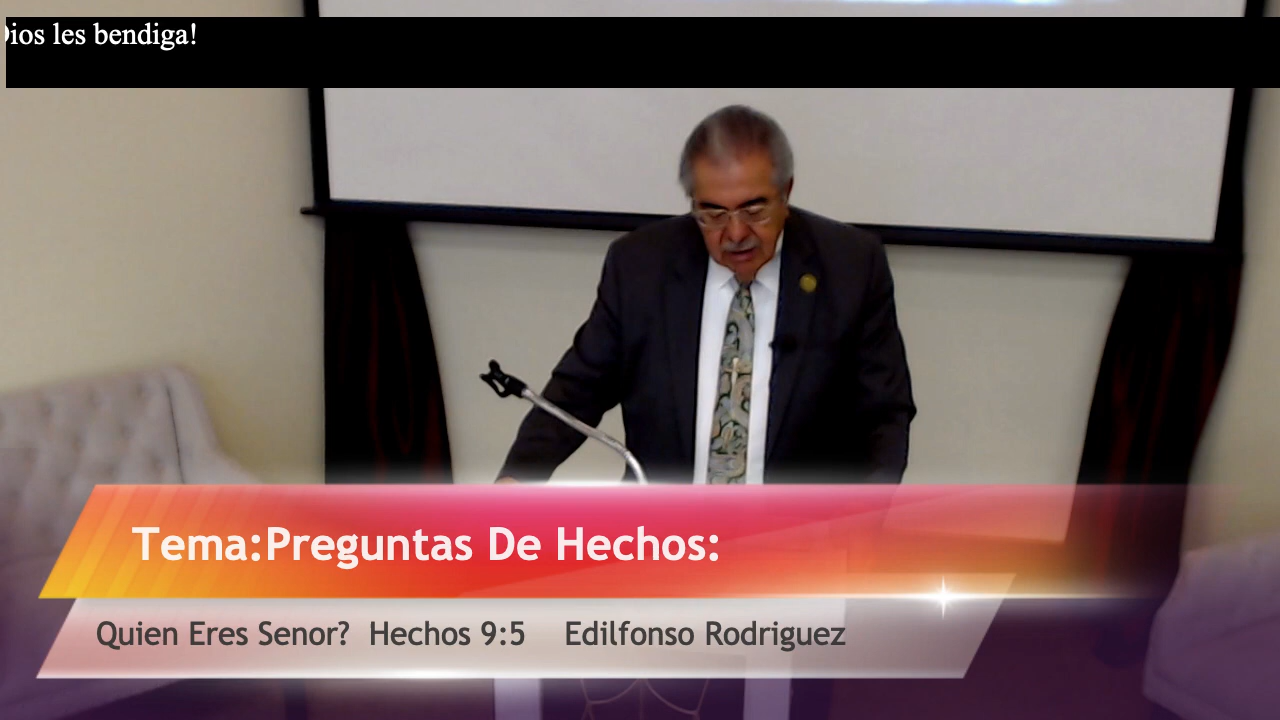 ios les bendiga!
Tema:Preguntas De Hechos:
Quien Eres Senor? Hechos 9:5 Edilfonso Rodriguez